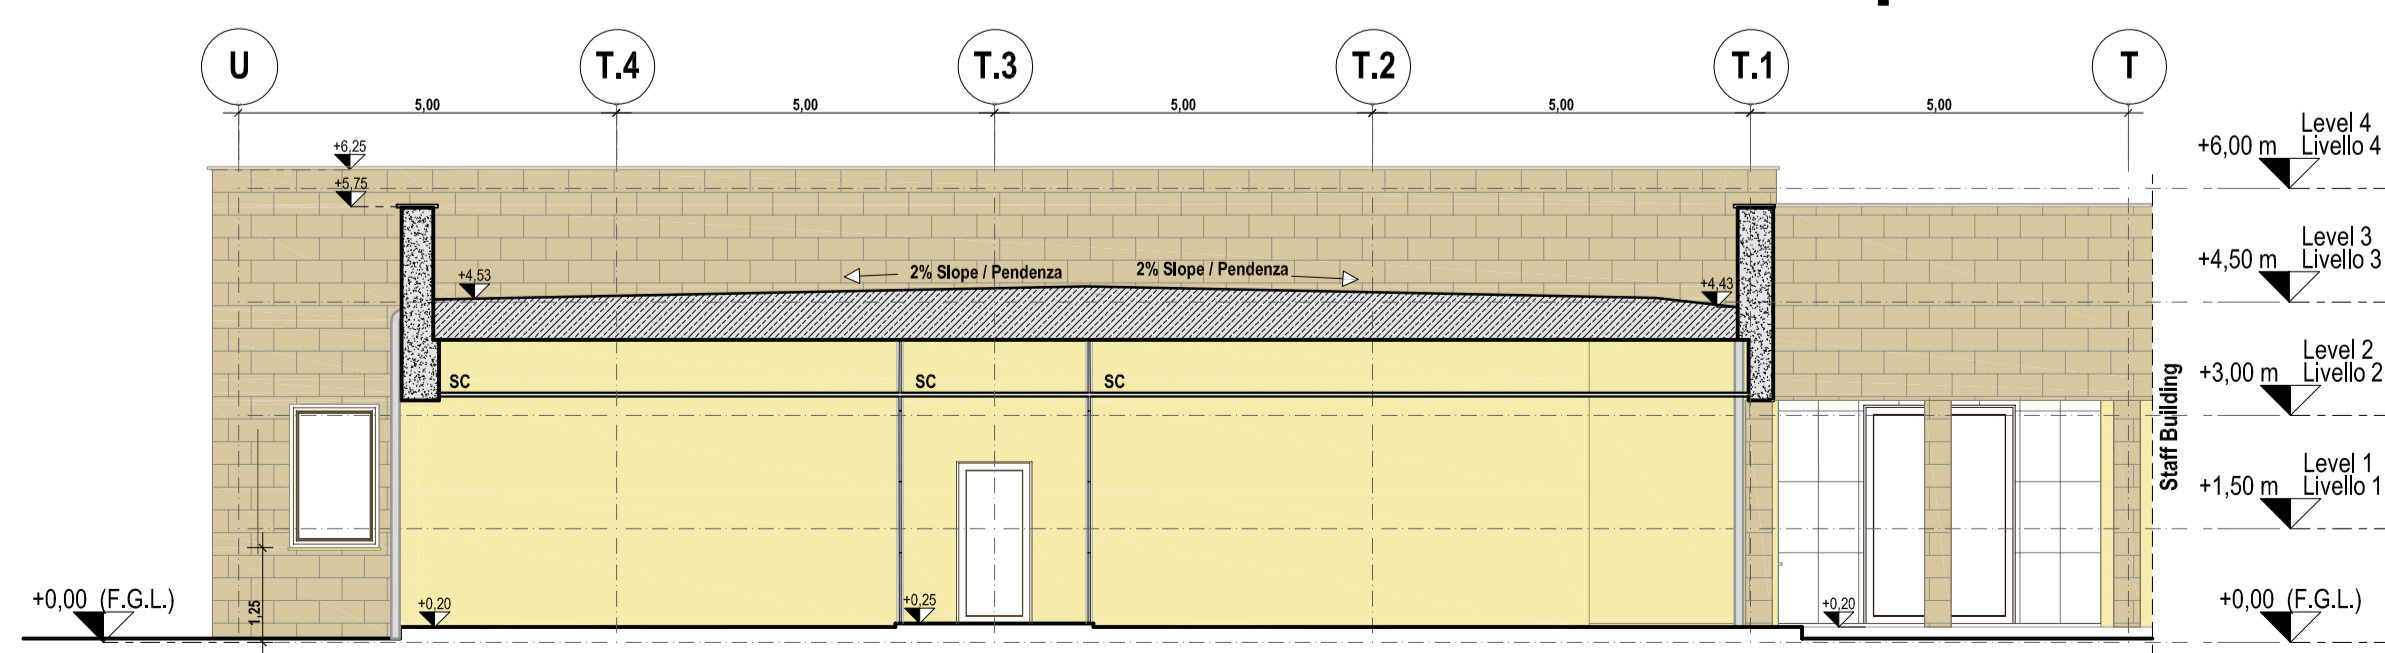 U
T.4
T.3
T.2
T.1
T
5,00
5,00
5,00
5,00
5,00
+6,25
+5,75
+4,53
2% Slope / Pendenza
2% Slope / Pendenza
+4,43
SC
SC
SC
1,25
+0,20
+0,25
+0,20
+0,00 (F.G.L.)
Staff Building
Level 4
+6,00 m Livello 4
Level 3
+4,50 m Livello 3
Level 2
+3,00 m Livello 2
Level 1
+1,50 m Livello 1
+0,00 (F.G.L.)